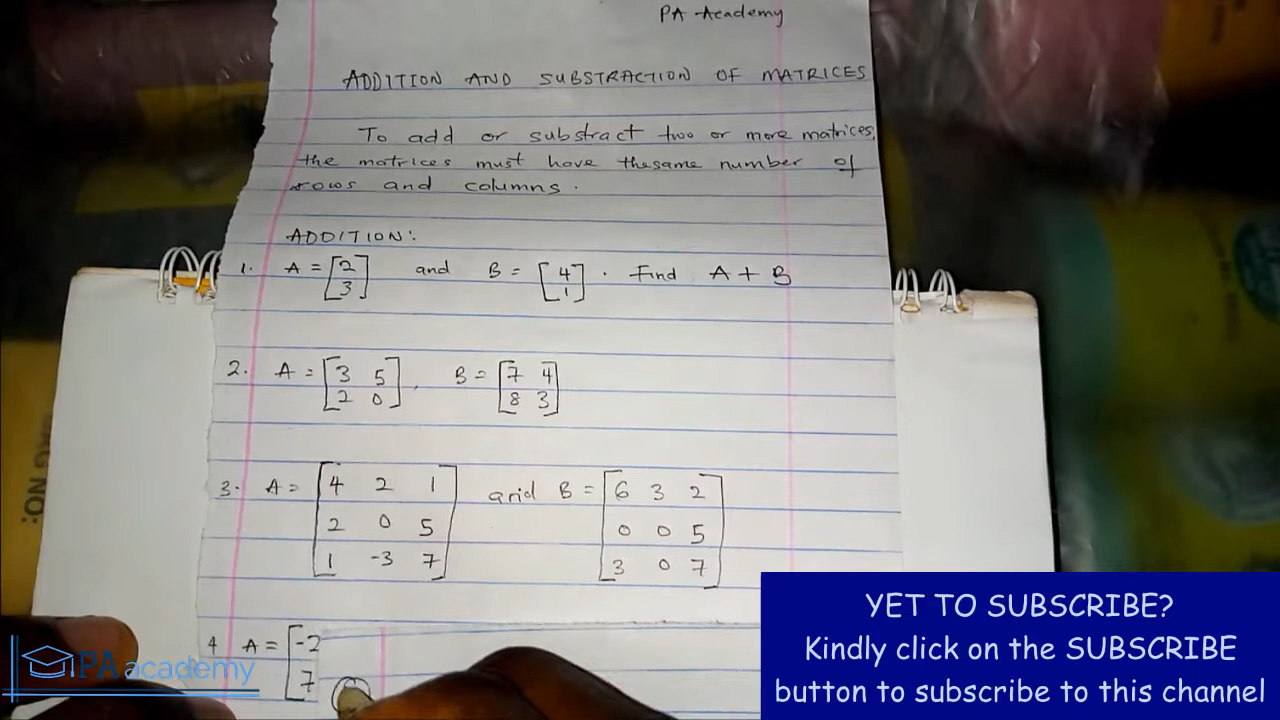 PA Academy
ADDITION AND SUBSTRACTION OF MATRICES
To add or substract two or more matrices,
the matrices must have thesame number of
rows and columns.
ADDITION:
1. A = [2 and B = [4 . Find A + B
3] 1]
2. A = [3 5 , B = [7 4
2 0] 8 3]
3. A = [4 2 1 and B = [6 3 2
2 0 5 0 0 5
1 -3 7] 3 0 7]
4 A = [-2
7
PA academy
YET TO SUBSCRIBE?
Kindly click on the SUBSCRIBE
button to subscribe to this channel